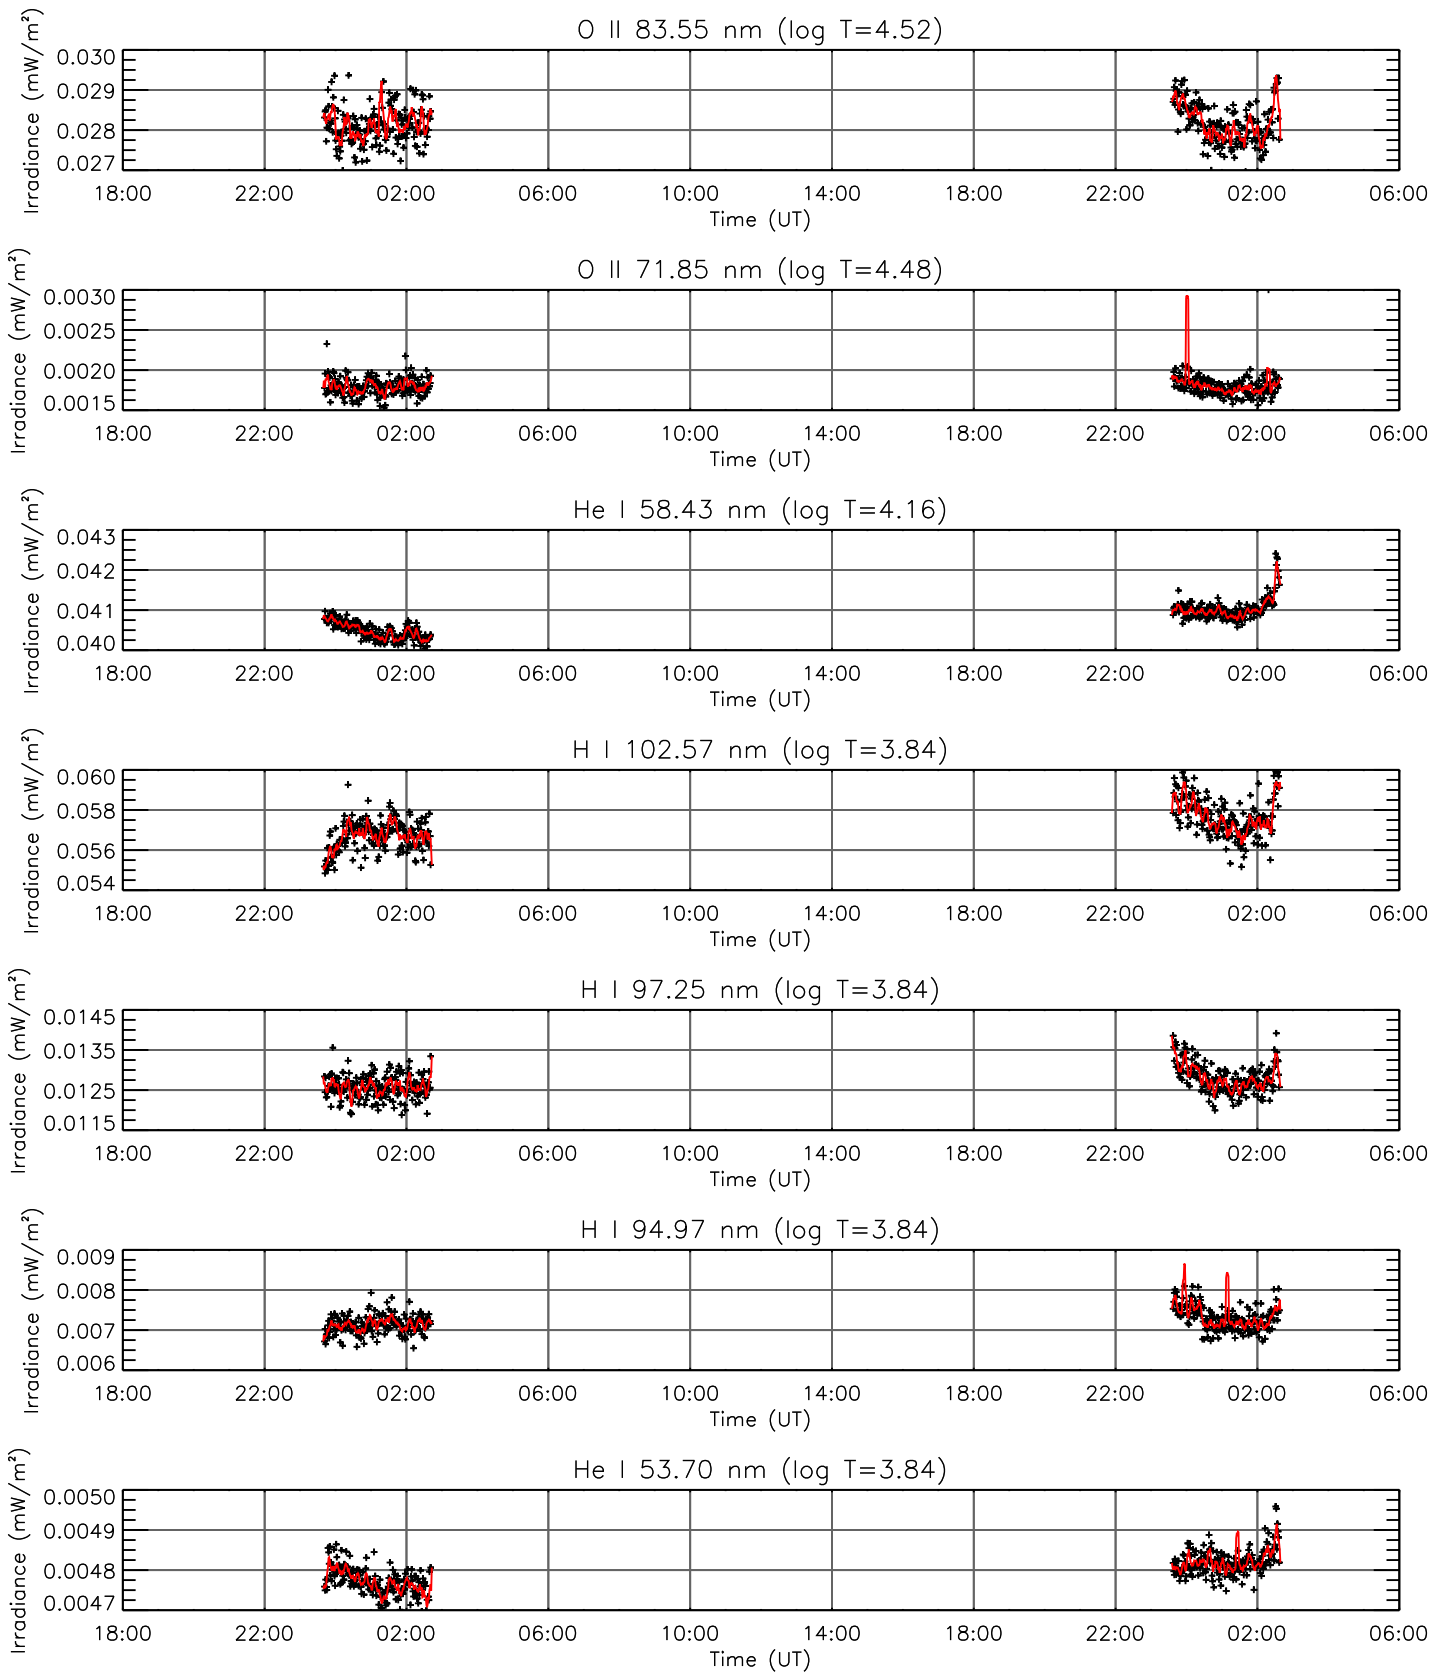 O II 83.55 nm (log T=4.52)
Irradiance (mW/m²)
0.030
0.029
0.028
0.027
18:00 22:00 02:00 06:00 10:00 14:00 18:00 22:00 02:00 06:00
Time (UT)
O II 71.85 nm (log T=4.48)
Irradiance (mW/m²)
0.0030
0.0025
0.0020
0.0015
18:00 22:00 02:00 06:00 10:00 14:00 18:00 22:00 02:00 06:00
Time (UT)
He I 58.43 nm (log T=4.16)
Irradiance (mW/m²)
0.043
0.042
0.041
0.040
18:00 22:00 02:00 06:00 10:00 14:00 18:00 22:00 02:00 06:00
Time (UT)
H I 102.57 nm (log T=3.84)
Irradiance (mW/m²)
0.060
0.058
0.056
0.054
18:00 22:00 02:00 06:00 10:00 14:00 18:00 22:00 02:00 06:00
Time (UT)
H I 97.25 nm (log T=3.84)
Irradiance (mW/m²)
0.0145
0.0135
0.0125
0.0115
18:00 22:00 02:00 06:00 10:00 14:00 18:00 22:00 02:00 06:00
Time (UT)
H I 94.97 nm (log T=3.84)
Irradiance (mW/m²)
0.009
0.008
0.007
0.006
18:00 22:00 02:00 06:00 10:00 14:00 18:00 22:00 02:00 06:00
Time (UT)
He I 53.70 nm (log T=3.84)
Irradiance (mW/m²)
0.0050
0.0049
0.0048
0.0047
18:00 22:00 02:00 06:00 10:00 14:00 18:00 22:00 02:00 06:00
Time (UT)